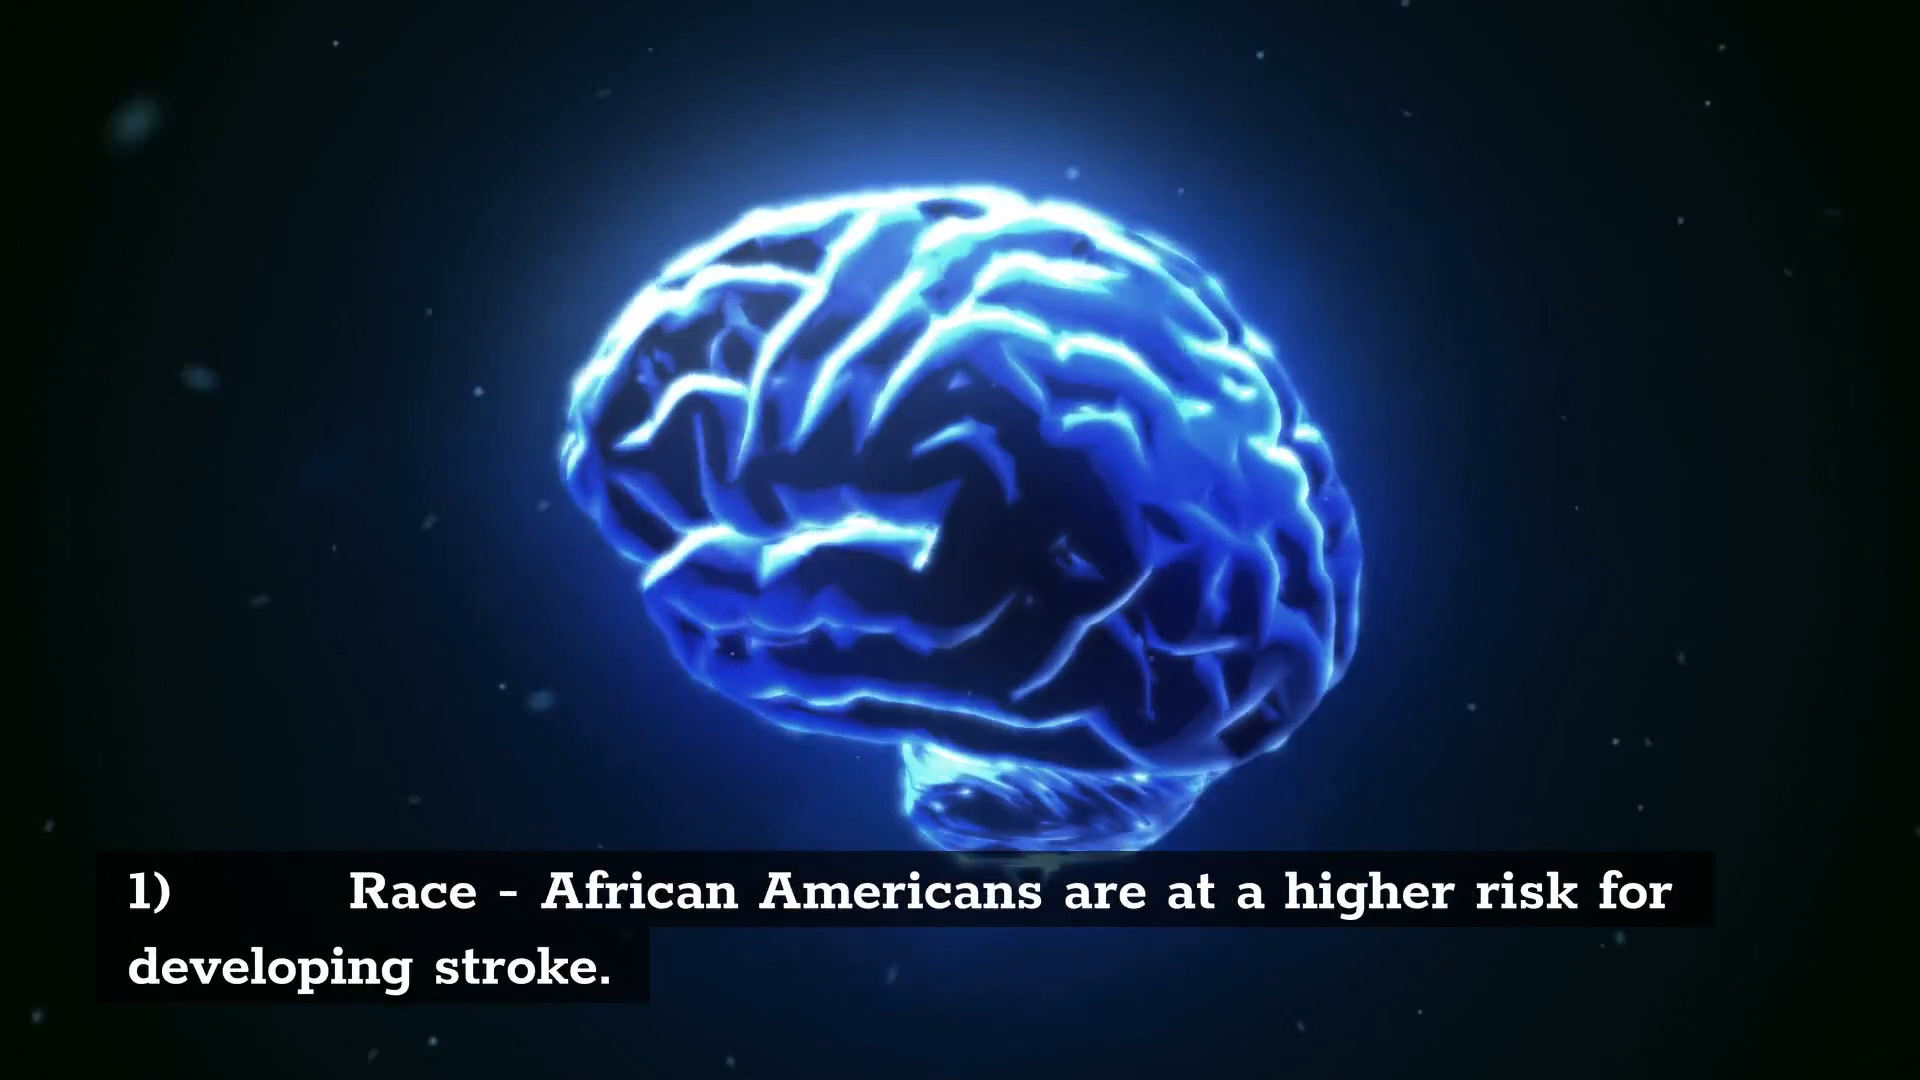 1) Race - African Americans are at a higher risk for
developing stroke.